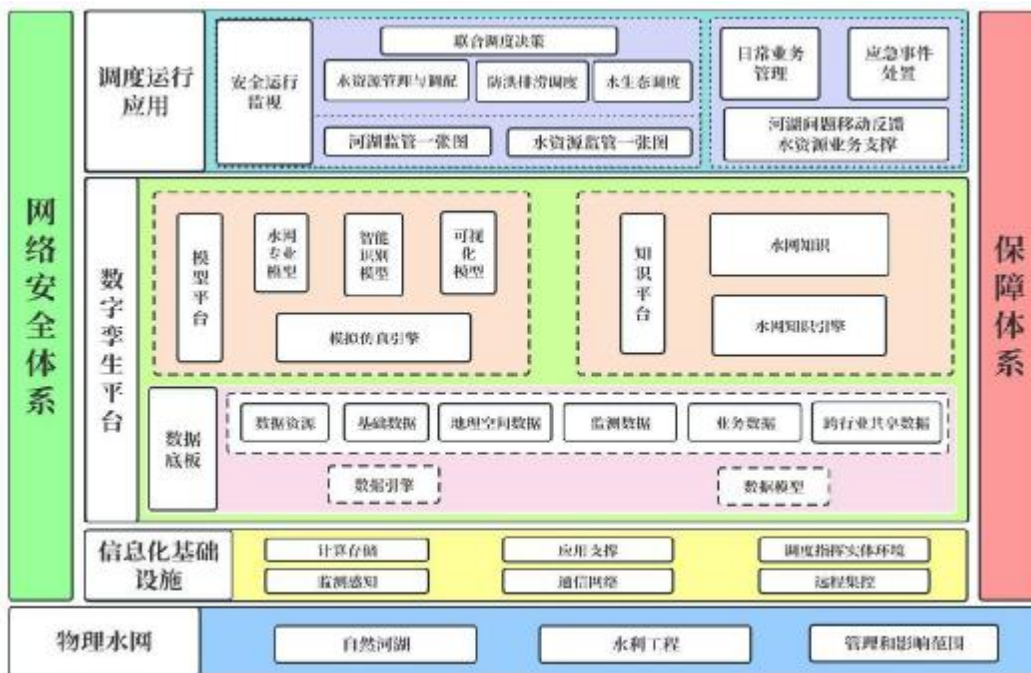 网络安全体系
调度运行
应用
安全运行
监视
联合调度决策
水资源管理与调配
防洪排涝调度
水生态调度
河湖监管一张图
水资源监管一张图
日常业务
管理
应急事件
处置
河湖问题移动反馈
水资源业务支撑
保障体系
数字孪生平台
模型平台
水网
专业
模型
智能
识别
模型
可视
化
模型
模拟仿真引擎
知识平台
水网知识
水网知识引擎
数据
底板
数据资源
基础数据
地理空间数据
监测数据
业务数据
跨行业共享数据
数据引擎
数据模型
信息化基础
设施
计算存储
应用支撑
调度指挥实体环境
监测感知
通信网络
远程集控
物理水网
自然河湖
水利工程
管理和影响范围